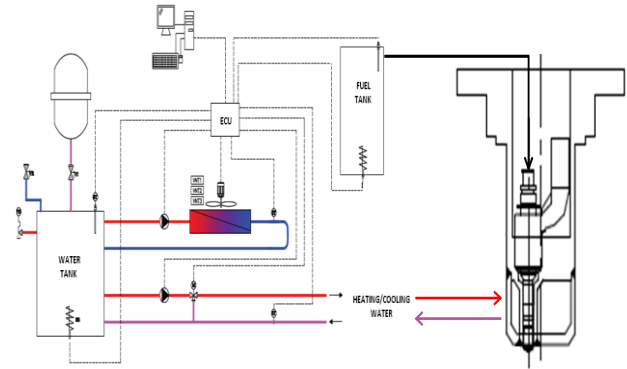 FUEL
TANK
ECU
VNT1
VNT2
VNT3
WATER
TANK
HEATING/COOLING
WATER